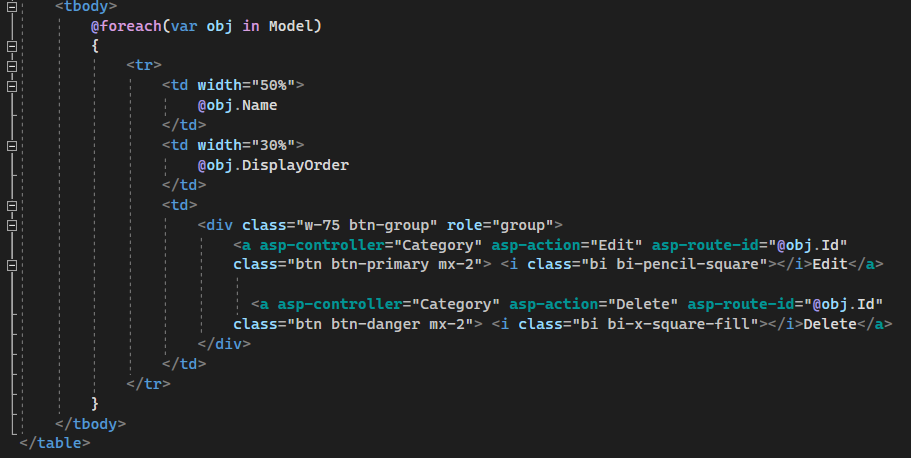 <tbody>
@foreach(var obj in Model)
{
<tr>
<td width="50%">
@obj.Name
</td>
<td width="30%">
@obj.DisplayOrder
</td>
<td>
<div class="w-75 btn-group" role="group">
<a asp-controller="Category" asp-action="Edit" asp-route-id="@obj.Id"
class="btn btn-primary mx-2"> <i class="bi bi-pencil-square"></i>Edit</a>
<a asp-controller="Category" asp-action="Delete" asp-route-id="@obj.Id"
class="btn btn-danger mx-2"> <i class="bi bi-x-square-fill"></i>Delete</a>
</div>
</td>
</tr>
}
</tbody>
</table>